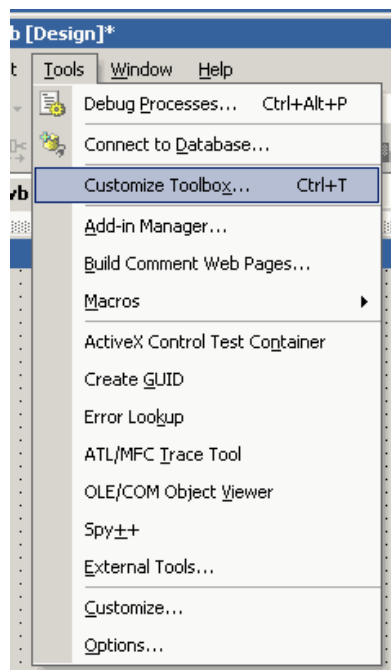 b [Design]*
t Tools Window Help
Debug Processes... Ctrl+Alt+P
Connect to Database...
Customize Toolbox... Ctrl+T
vb
Add-in Manager...
Build Comment Web Pages...
Macros
ActiveX Control Test Container
Create GUID
Error Lookup
ATL/MFC Trace Tool
OLE/COM Object Viewer
Spy++
External Tools...
Customize...
Options...